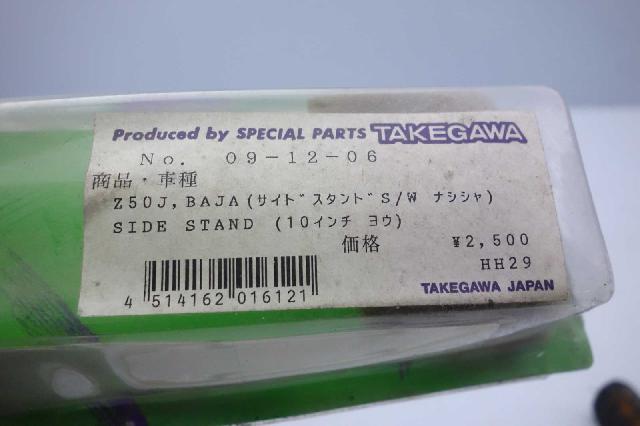 Produced by SPECIAL PARTS TAKEGAWA
No. 09-12-06
商品・車種
Z50J,BAJA(サイドスタンドS/W ナシシャ)
SIDE STAND (10インチ ヨウ)
価格 ¥2,500
HH29
4 514162 016121
TAKEGAWA JAPAN